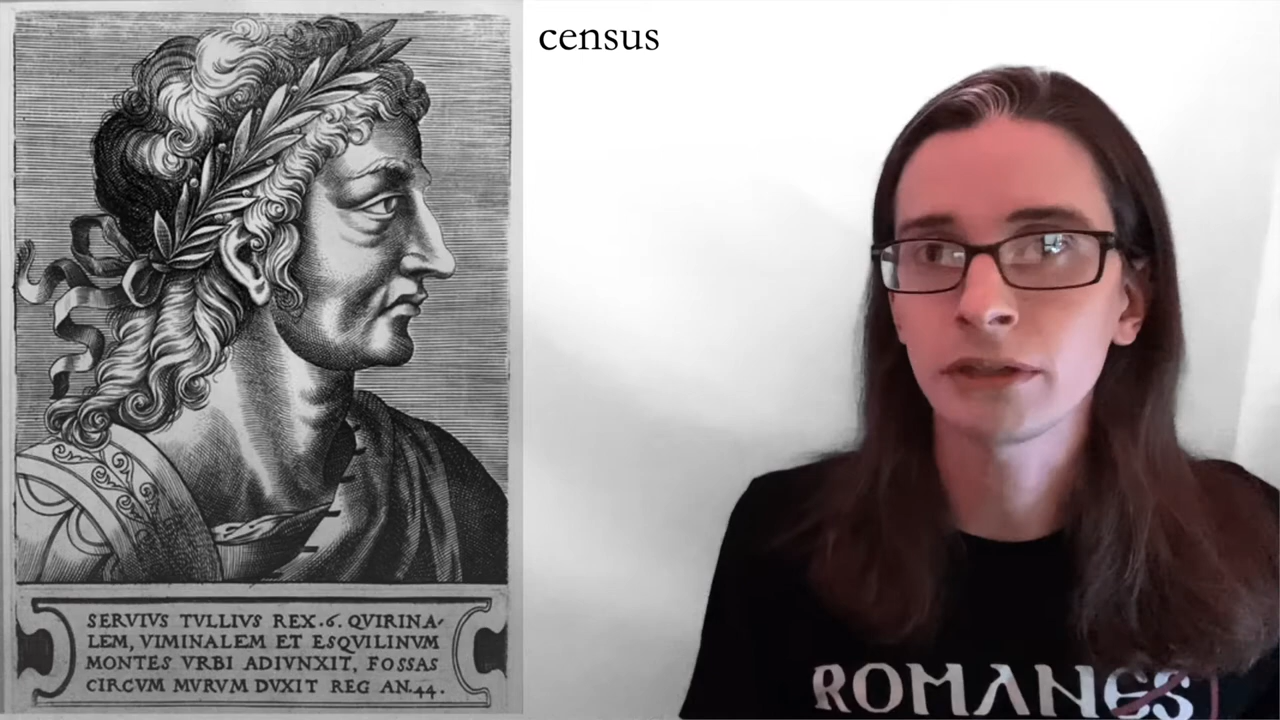 census
SERVIVS TVLLIVS REX .6. QVIRINA-
LEM, VIMINALEM ET ESQVILINVM
MONTES VRBI ADIVNXIT, FOSSAS
CIRCVM MVRVM DVXIT REG AN.44.
ROMANES